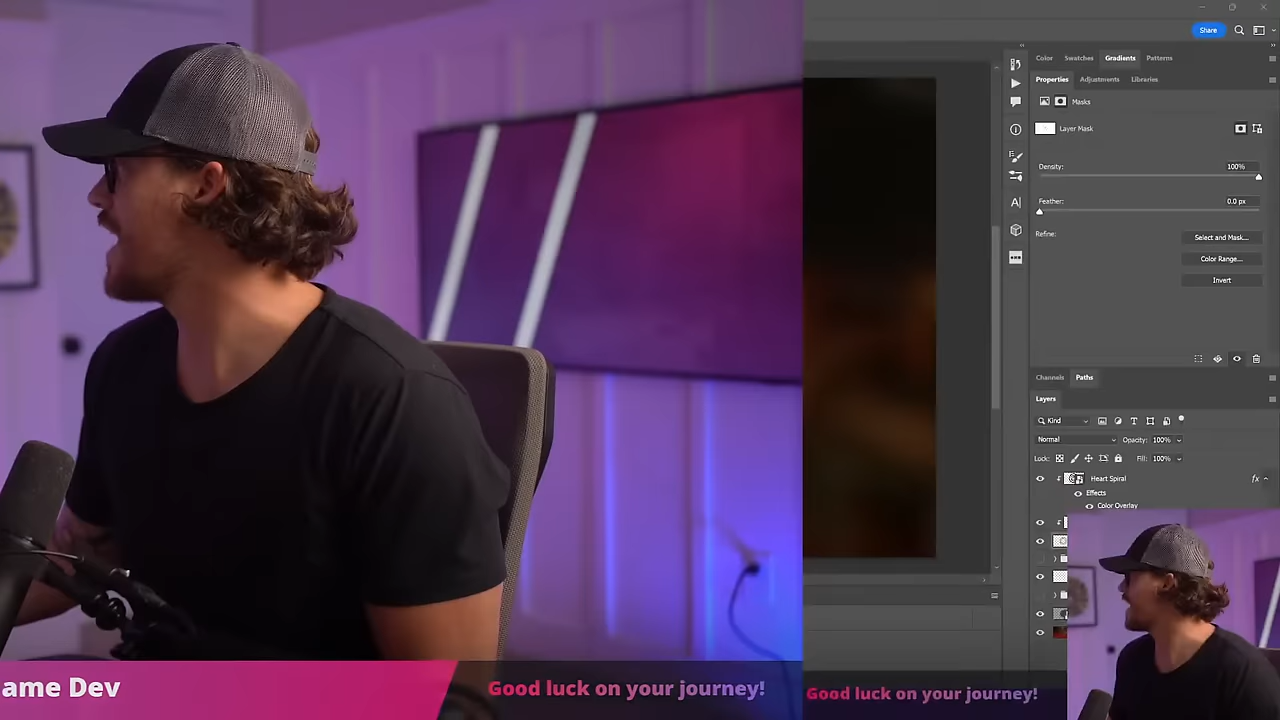 Share
Color Swatches Gradients Patterns
Properties Adjustments Libraries
Masks
Layer Mask
Density: 100%
Feather: 0.0 px
Refine:
Select and Mask...
Color Range...
Invert
Channels Paths
Layers
Kind
Normal Opacity: 100%
Lock: Fill: 100%
Heart Spiral fx
Effects
Color Overlay
ame Dev
Good luck on your journey!
Good luck on your journey!